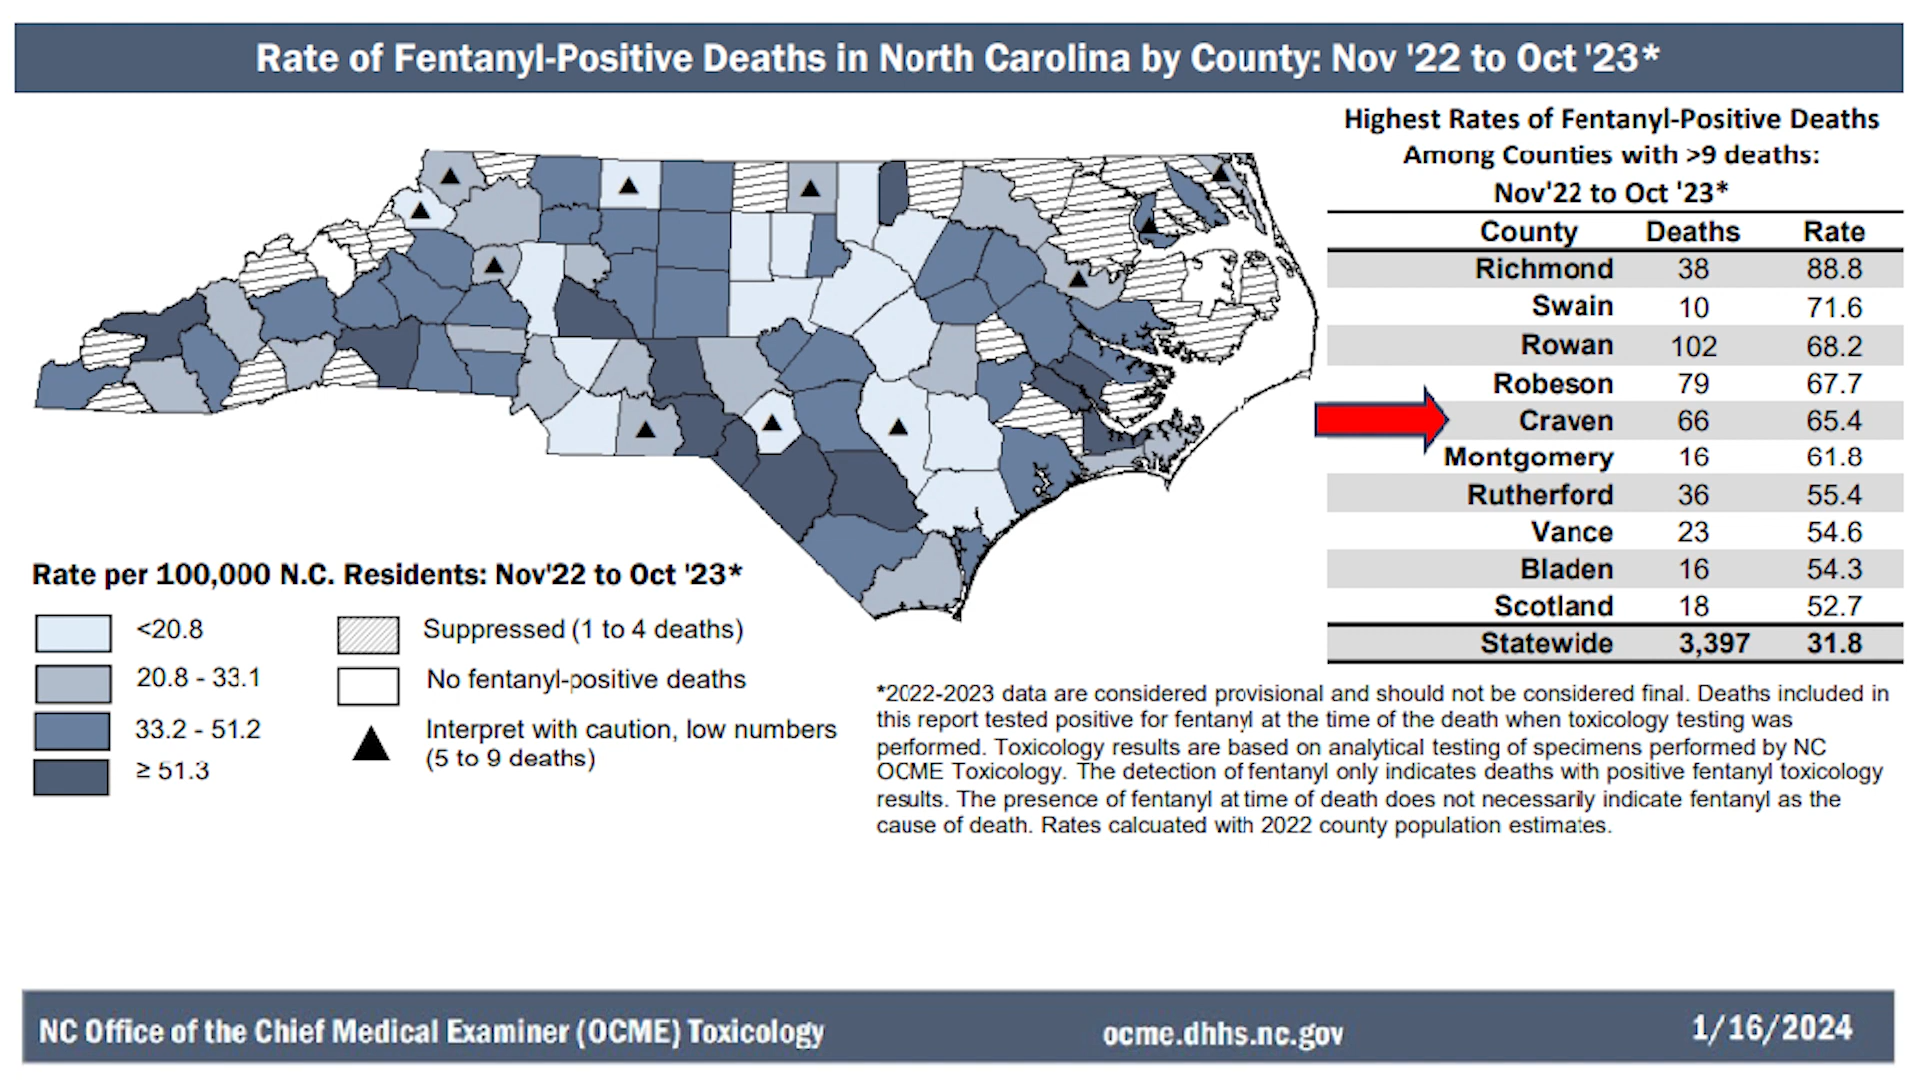 Rate of Fentanyl-Positive Deaths in North Carolina by County: Nov '22 to Oct '23*
Highest Rates of Fentanyl-Positive Deaths
Among Counties with >9 deaths:
Nov'22 to Oct '23*
County Deaths Rate
Richmond 38 88.8
Swain 10 71.6
Rowan 102 68.2
Robeson 79 67.7
Craven 66 65.4
Montgomery 16 61.8
Rutherford 36 55.4
Vance 23 54.6
Bladen 16 54.3
Scotland 18 52.7
Statewide 3,397 31.8
Rate per 100,000 N.C. Residents: Nov'22 to Oct '23*
<20.8
20.8 - 33.1
33.2 - 51.2
≥ 51.3
Suppressed (1 to 4 deaths)
No fentanyl-positive deaths
Interpret with caution, low numbers
(5 to 9 deaths)
*2022-2023 data are considered provisional and should not be considered final. Deaths included in
this report tested positive for fentanyl at the time of the death when toxicology testing was
performed. Toxicology results are based on analytical testing of specimens performed by NC
OCME Toxicology. The detection of fentanyl only indicates deaths with positive fentanyl toxicology
results. The presence of fentanyl at time of death does not necessarily indicate fentanyl as the
cause of death. Rates calcuated with 2022 county population estimates.
NC Office of the Chief Medical Examiner (OCME) Toxicology
ocme.dhhs.nc.gov
1/16/2024